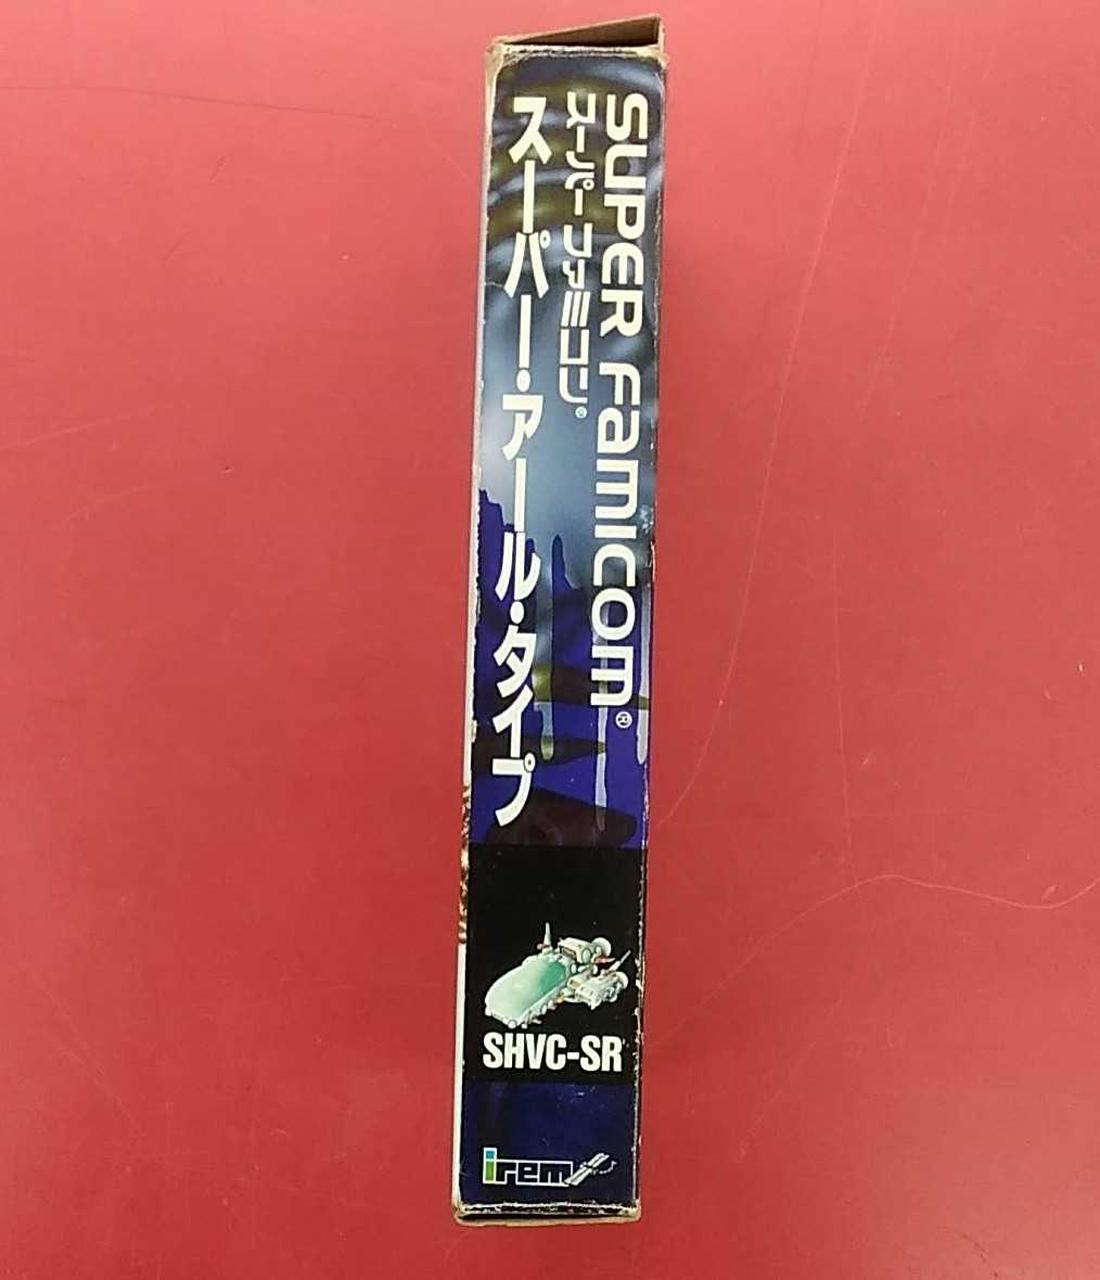 SUPER Famicom®
スーパーファミコン®
スーパー・アール・タイプ
SHVC-SR
irem